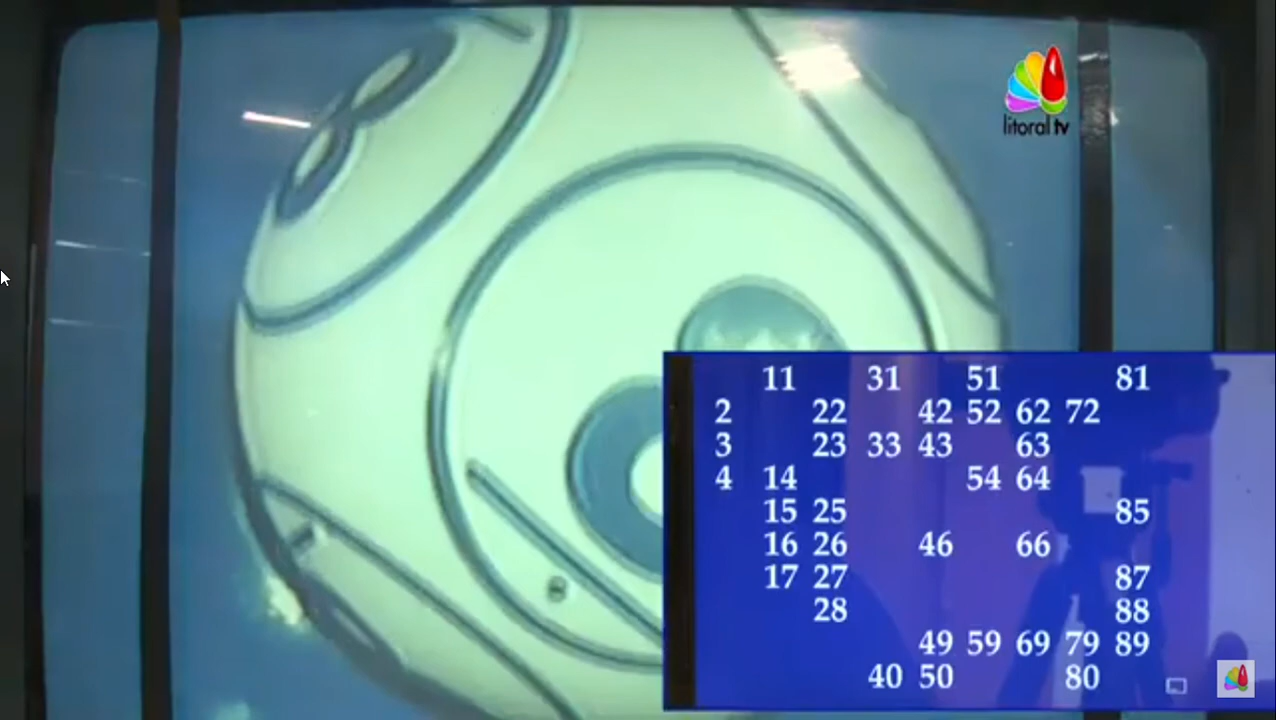 litoral tv
11 31 51 81
2 22 42 52 62 72
3 23 33 43 63
4 14 54 64
15 25 85
16 26 46 66
17 27 87
28 88
49 59 69 79 89
40 50 80